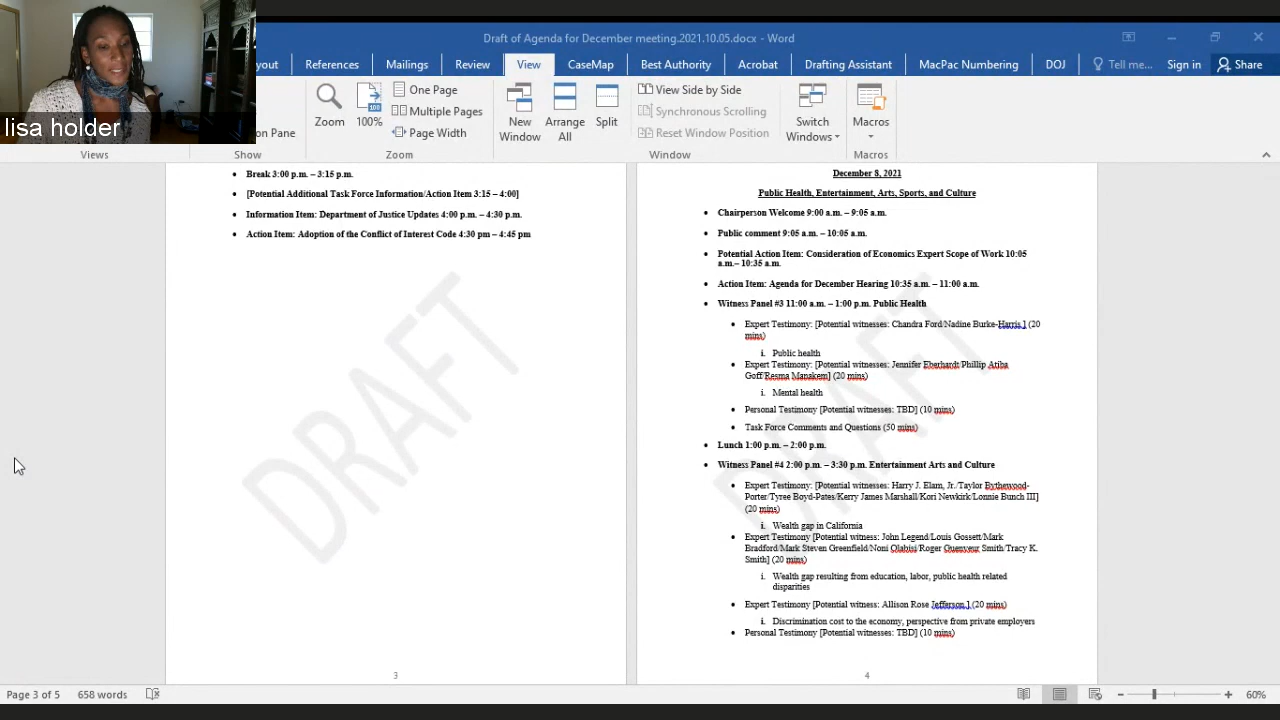 Draft of Agenda for December meeting.2021.10.05.docx - Word
yout References Mailings Review View CaseMap Best Authority Acrobat Drafting Assistant MacPac Numbering DOJ Tell me... Sign in Share
lisa holder
on Pane
Zoom
100%
One Page
Multiple Pages
Page Width
New Window
Arrange All
Split
View Side by Side
Synchronous Scrolling
Reset Window Position
Switch Windows
Macros
Views Show Zoom Window Macros
• Break 3:00 p.m. – 3:15 p.m.
• [Potential Additional Task Force Information/Action Item 3:15 – 4:00]
• Information Item: Department of Justice Updates 4:00 p.m. – 4:30 p.m.
• Action Item: Adoption of the Conflict of Interest Code 4:30 pm – 4:45 pm
DRAFT
3
December 8, 2021
Public Health, Entertainment, Arts, Sports, and Culture
• Chairperson Welcome 9:00 a.m. – 9:05 a.m.
• Public comment 9:05 a.m. – 10:05 a.m.
• Potential Action Item: Consideration of Economics Expert Scope of Work 10:05
a.m.– 10:35 a.m.
• Action Item: Agenda for December Hearing 10:35 a.m. – 11:00 a.m.
• Witness Panel #3 11:00 a.m. – 1:00 p.m. Public Health
• Expert Testimony: [Potential witnesses: Chandra Ford/Nadine Burke-Harris ] (20
mins)
i. Public health
• Expert Testimony: [Potential witnesses: Jennifer Eberhardt/Phillip Atiba
Goff/Resma Manakem] (20 mins)
i. Mental health
• Personal Testimony [Potential witnesses: TBD] (10 mins)
• Task Force Comments and Questions (50 mins)
• Lunch 1:00 p.m. – 2:00 p.m.
• Witness Panel #4 2:00 p.m. – 3:30 p.m. Entertainment Arts and Culture
• Expert Testimony: [Potential witnesses: Harry J. Elam, Jr./Taylor Bythewood-
Porter/Tyree Boyd-Pates/Kerry James Marshall/Kori Newkirk/Lonnie Bunch III]
(20 mins)
i. Wealth gap in California
• Expert Testimony [Potential witness: John Legend/Louis Gossett/Mark
Bradford/Mark Steven Greenfield/Noni Olabisi/Roger Guenveur Smith/Tracy K.
Smith] (20 mins)
i. Wealth gap resulting from education, labor, public health related
disparities
• Expert Testimony [Potential witness: Allison Rose Jefferson ] (20 mins)
i. Discrimination cost to the economy, perspective from private employers
• Personal Testimony [Potential witnesses: TBD] (10 mins)
DRAFT
4
Page 3 of 5 658 words 60%